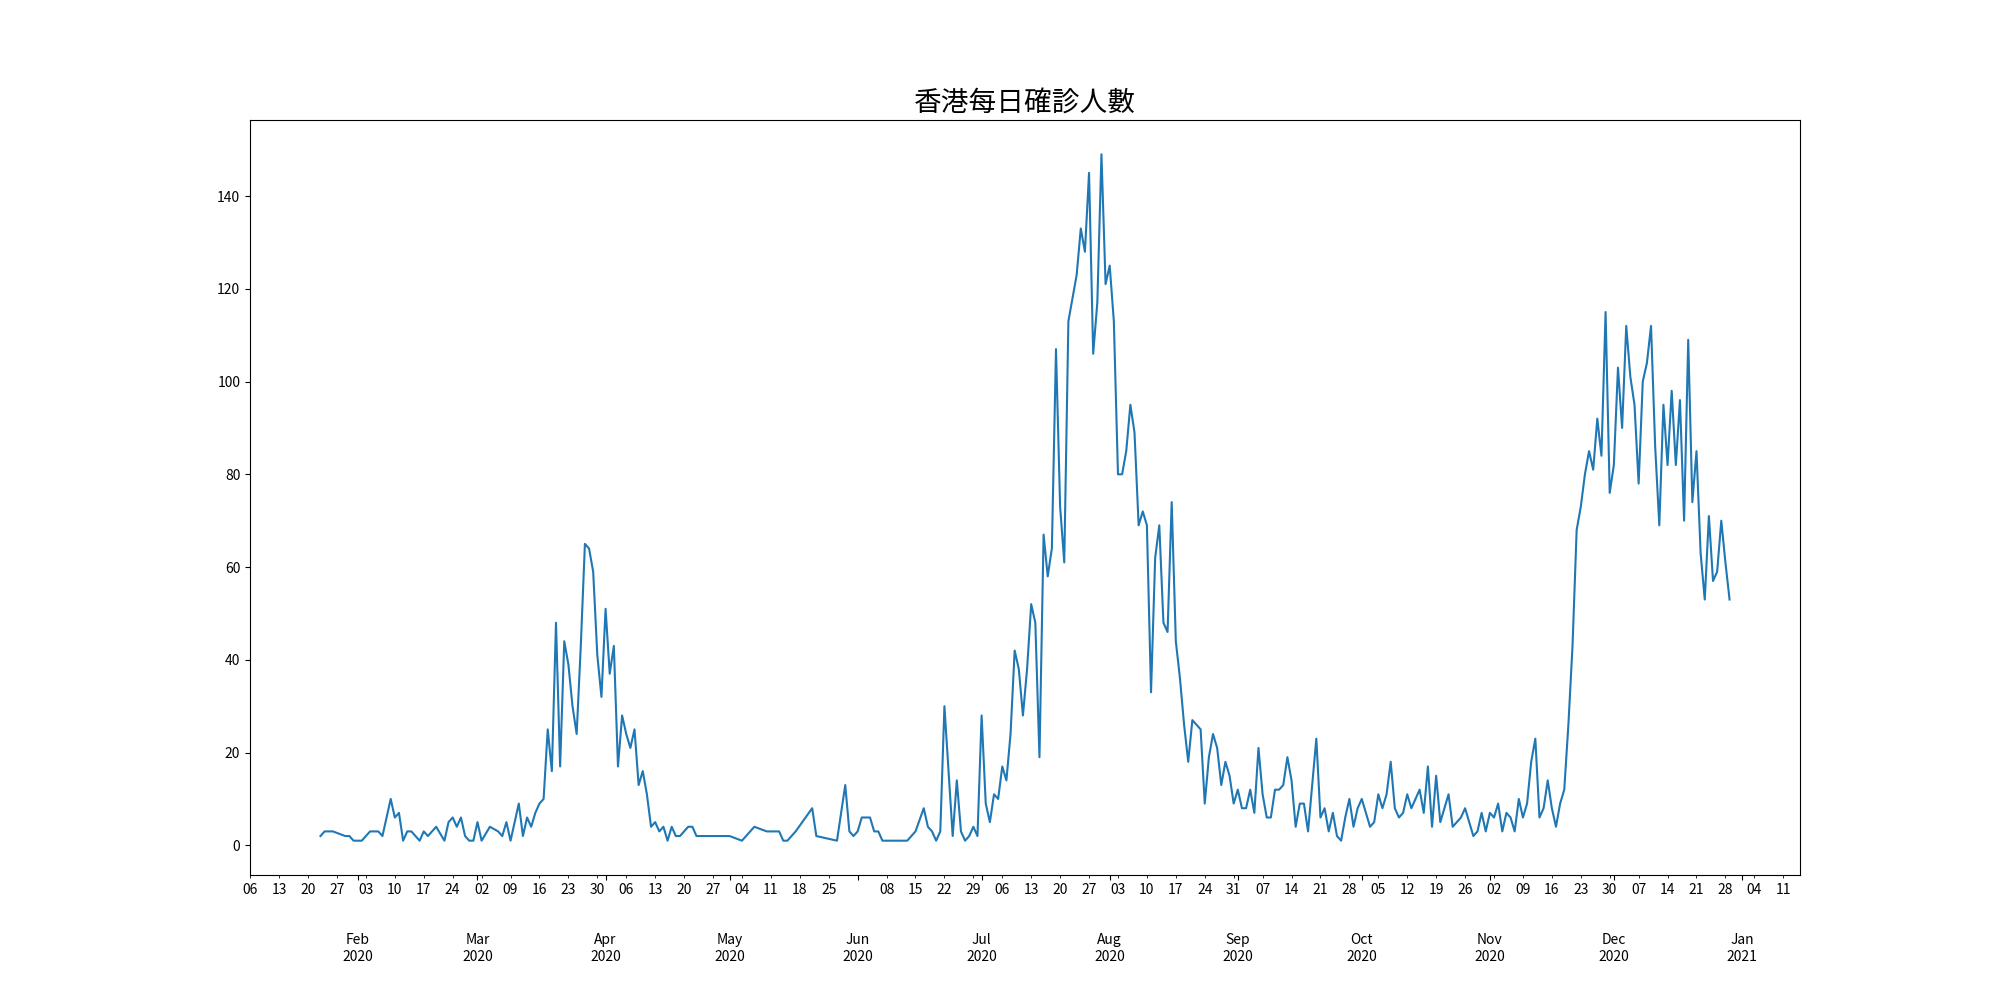 香港每日確診人數
140
120
100
80
60
40
20
0
06 13 20 27 03 10 17 24 02 09 16 23 30 06 13 20 27 04 11 18 25 08 15 22 29 06 13 20 27 03 10 17 24 31 07 14 21 28 05 12 19 26 02 09 16 23 30 07 14 21 28 04 11
Feb Mar Apr May Jun Jul Aug Sep Oct Nov Dec Jan
2020 2020 2020 2020 2020 2020 2020 2020 2020 2020 2020 2021